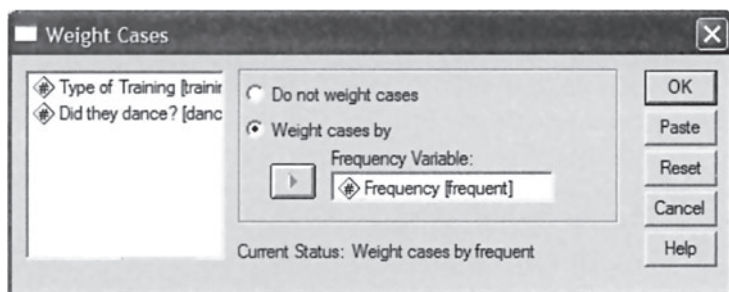 Weight Cases
Type of Training [trainin
Did they dance? [danc
Do not weight cases
Weight cases by
Frequency Variable:
Frequency [frequent]
Current Status: Weight cases by frequent
OK
Paste
Reset
Cancel
Help